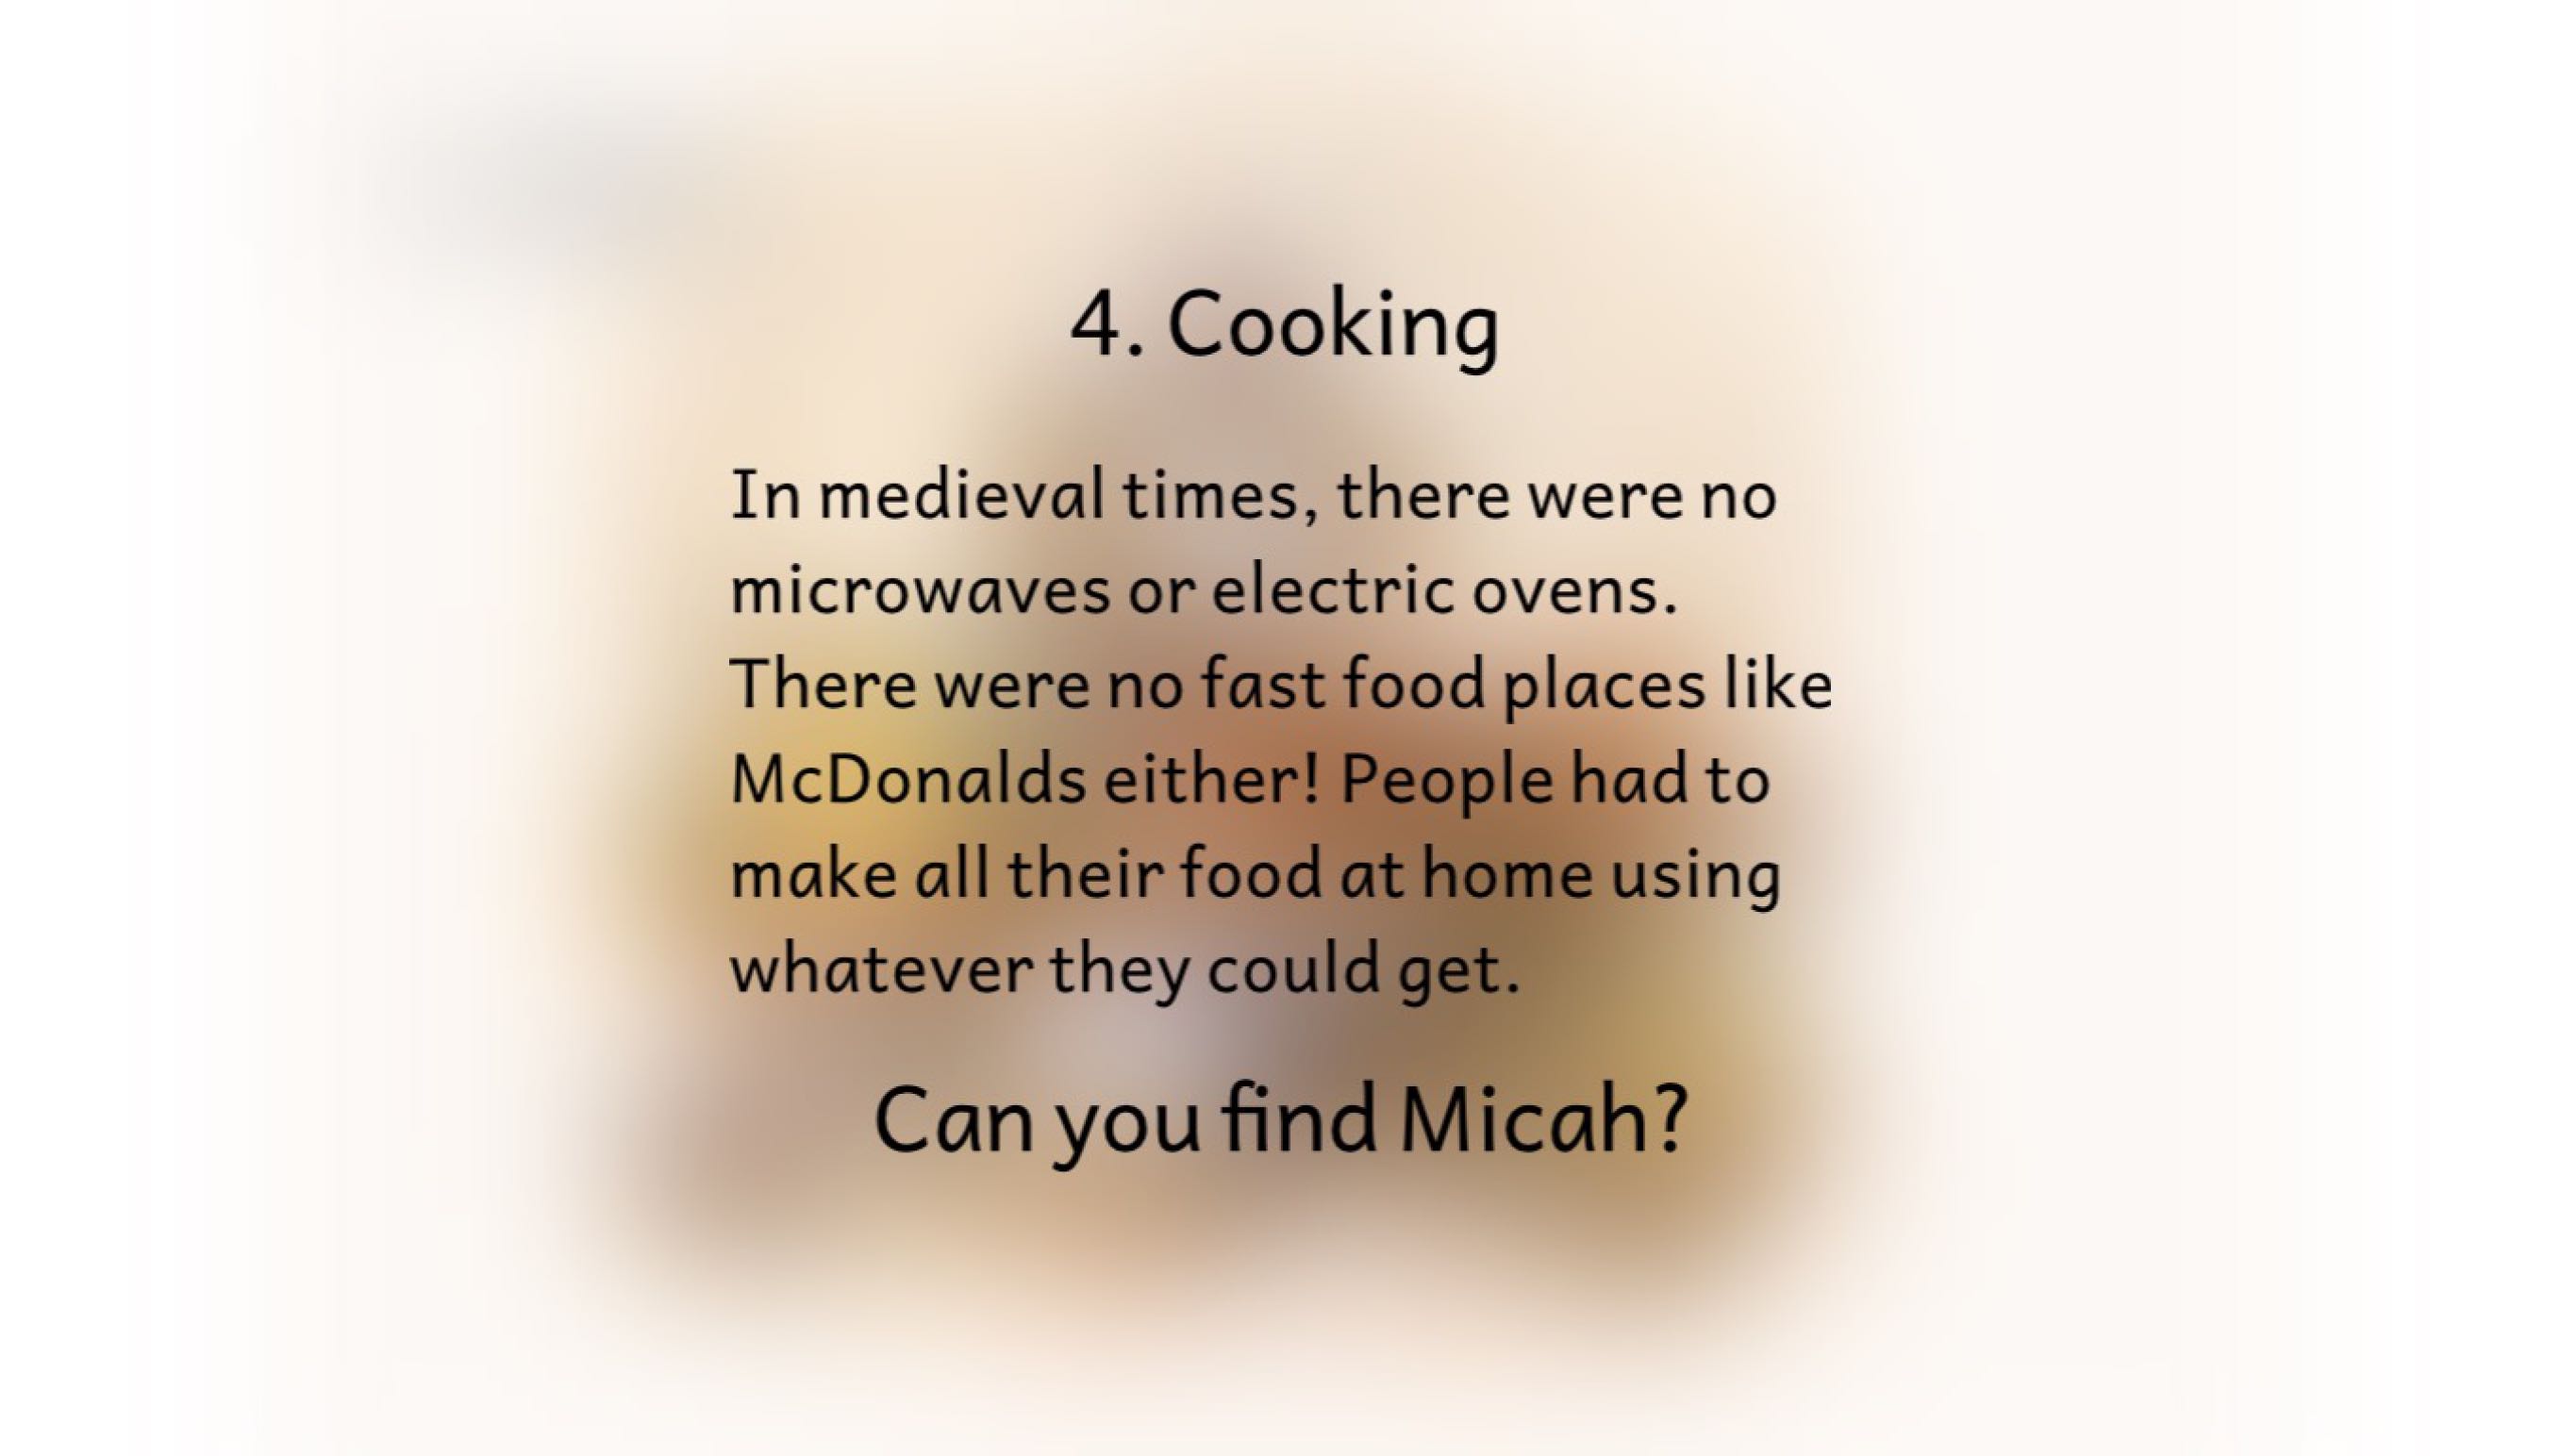 4. Cooking
In medieval times, there were no
microwaves or electric ovens.
There were no fast food places like
McDonalds either! People had to
make all their food at home using
whatever they could get.
Can you find Micah?